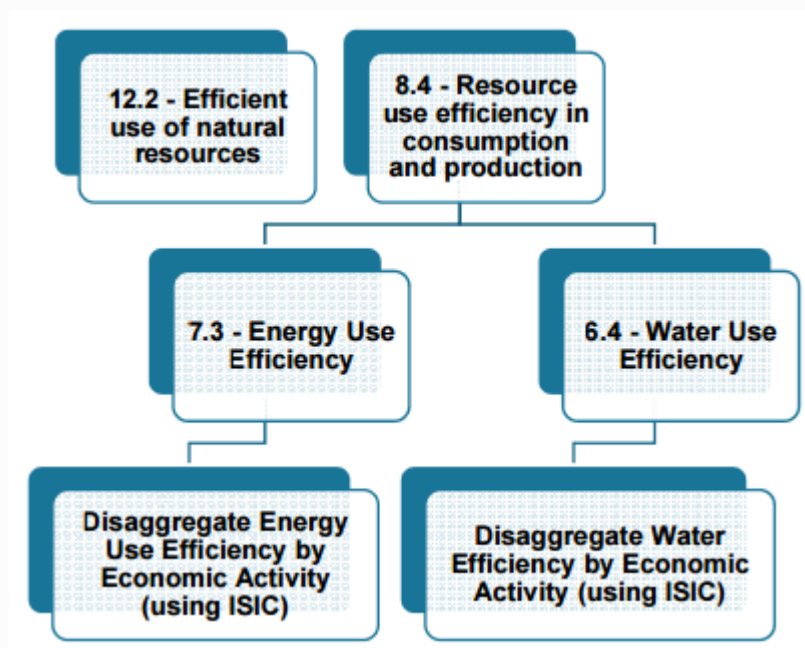 12.2 - Efficient
use of natural
resources
8.4 - Resource
use efficiency in
consumption
and production
7.3 - Energy Use
Efficiency
6.4 - Water Use
Efficiency
Disaggregate Energy
Use Efficiency by
Economic Activity
(using ISIC)
Disaggregate Water
Efficiency by Economic
Activity (using ISIC)